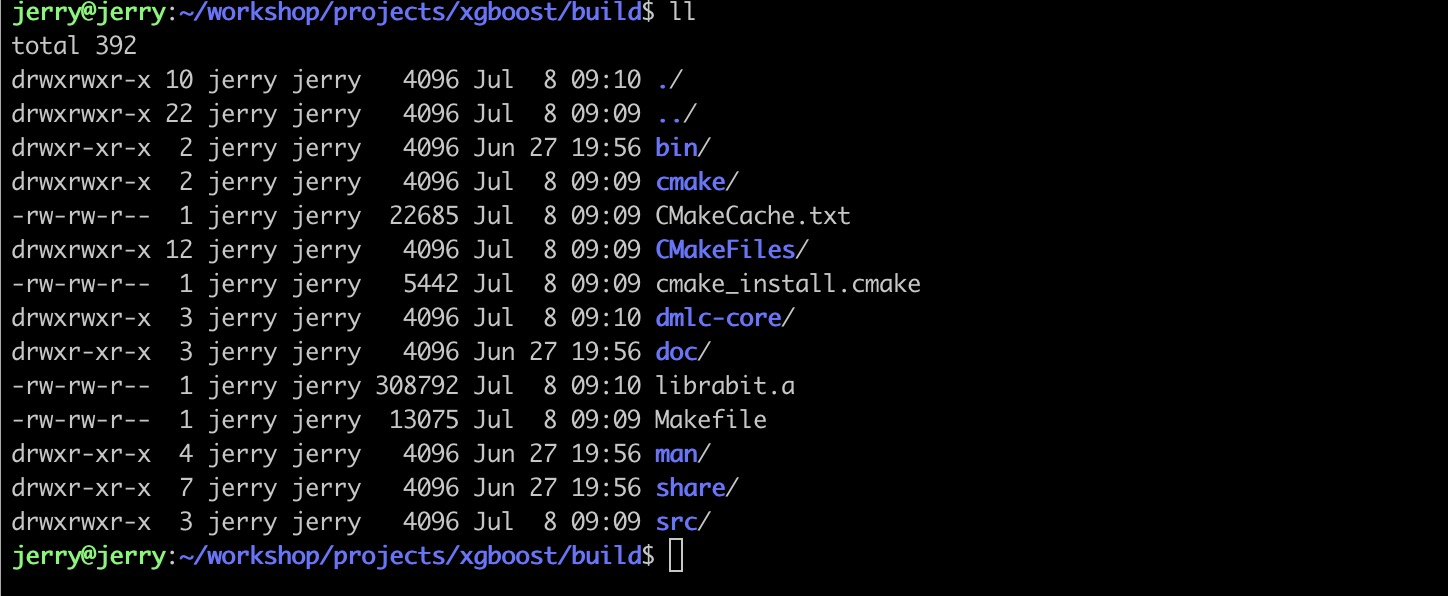 jerry@jerry:~/workshop/projects/xgboost/build$ ll
total 392
drwxrwxr-x 10 jerry jerry   4096 Jul  8 09:10 ./
drwxrwxr-x 22 jerry jerry   4096 Jul  8 09:09 ../
drwxr-xr-x  2 jerry jerry   4096 Jun 27 19:56 bin/
drwxrwxr-x  2 jerry jerry   4096 Jul  8 09:09 cmake/
-rw-rw-r--  1 jerry jerry  22685 Jul  8 09:09 CMakeCache.txt
drwxrwxr-x 12 jerry jerry   4096 Jul  8 09:09 CMakeFiles/
-rw-rw-r--  1 jerry jerry   5442 Jul  8 09:09 cmake_install.cmake
drwxrwxr-x  3 jerry jerry   4096 Jul  8 09:10 dmlc-core/
drwxr-xr-x  3 jerry jerry   4096 Jun 27 19:56 doc/
-rw-rw-r--  1 jerry jerry 308792 Jul  8 09:10 librabit.a
-rw-rw-r--  1 jerry jerry  13075 Jul  8 09:09 Makefile
drwxr-xr-x  4 jerry jerry   4096 Jun 27 19:56 man/
drwxr-xr-x  7 jerry jerry   4096 Jun 27 19:56 share/
drwxrwxr-x  3 jerry jerry   4096 Jul  8 09:09 src/
jerry@jerry:~/workshop/projects/xgboost/build$